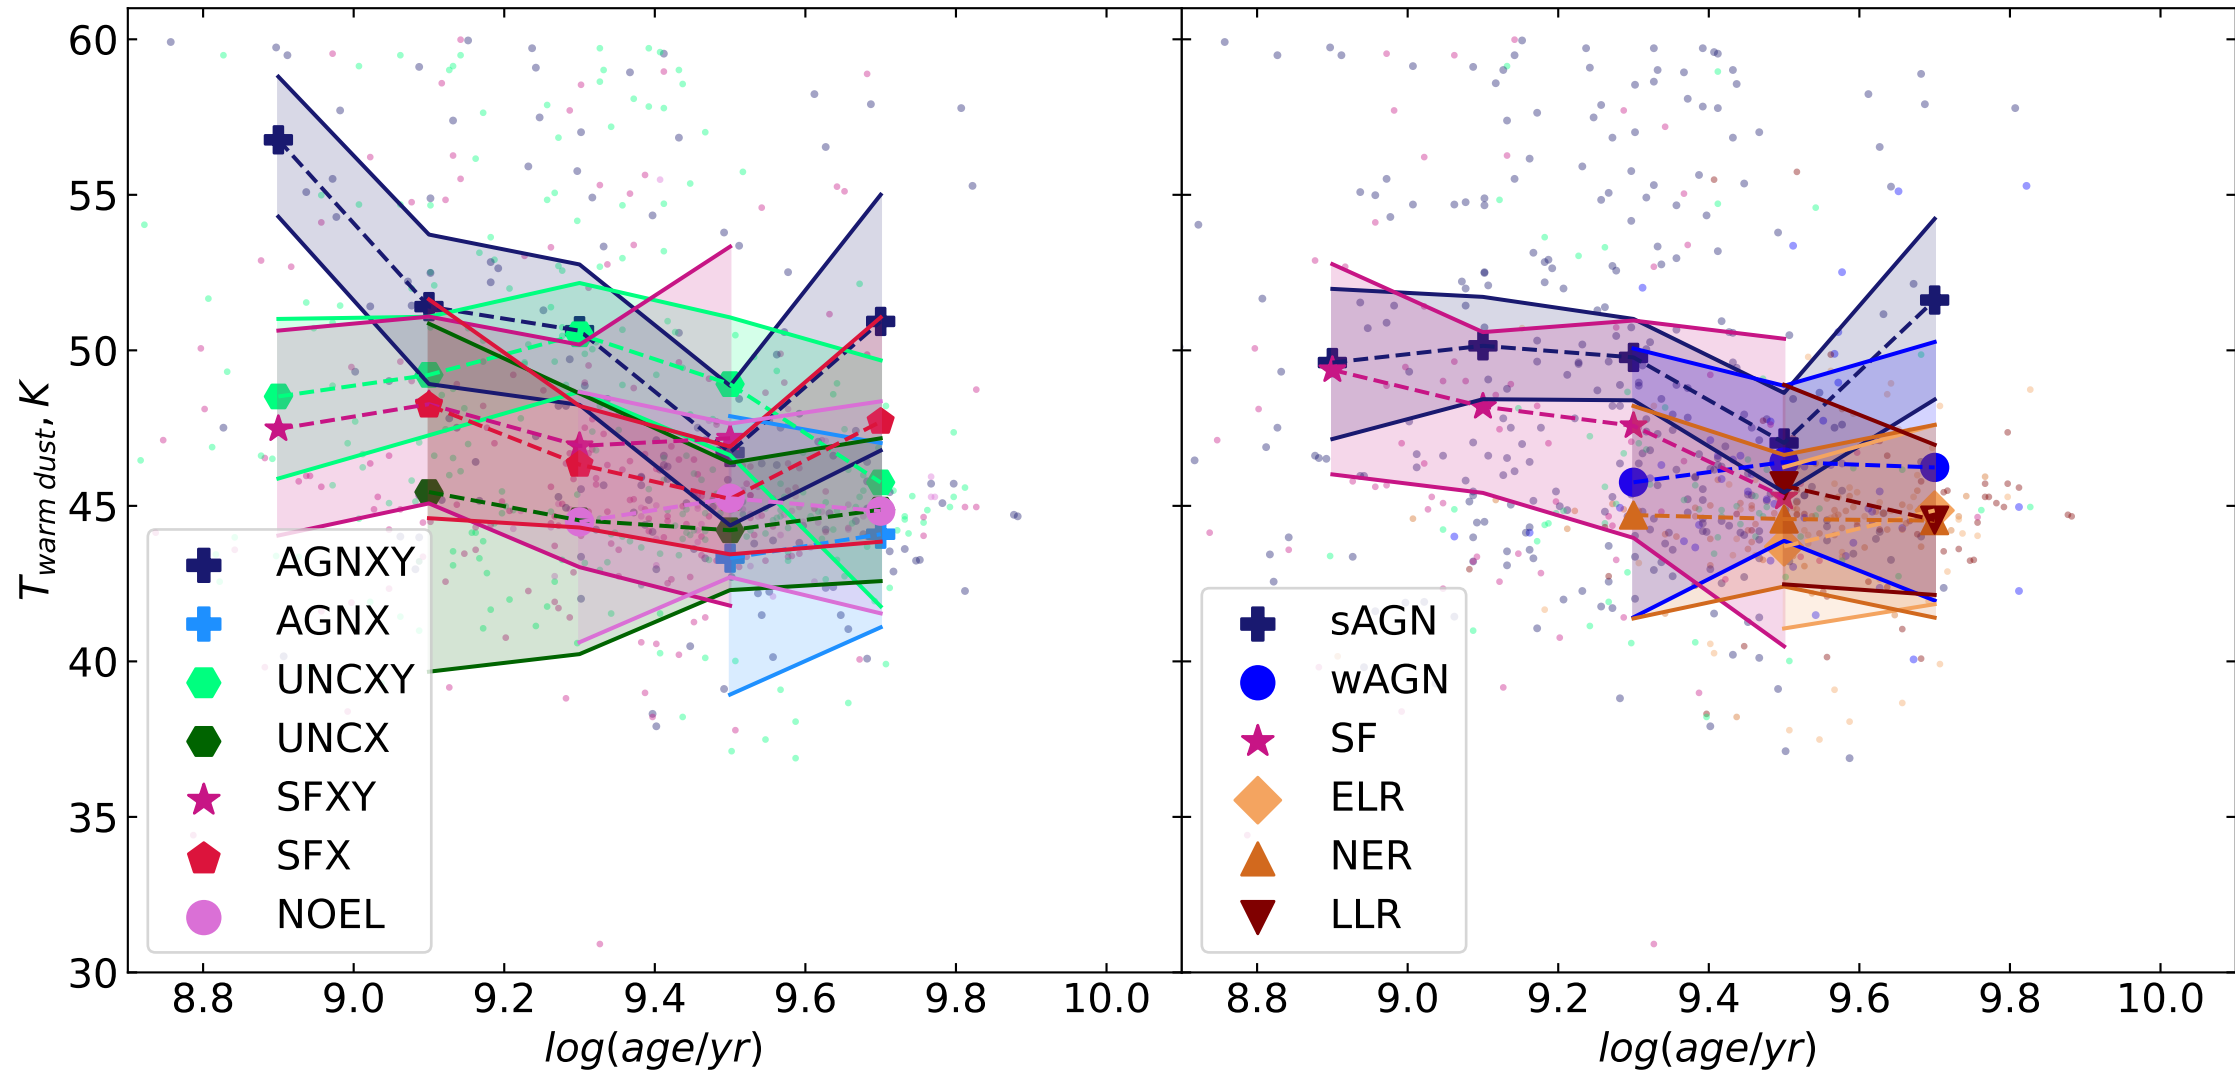 T warm dust, K
60
55
50
45
40
35
30
AGNXY
AGNX
UNCXY
UNCX
SFXY
SFX
NOEL
8.8 9.0 9.2 9.4 9.6 9.8 10.0
log(age/yr)
sAGN
wAGN
SF
ELR
NER
LLR
8.8 9.0 9.2 9.4 9.6 9.8 10.0
log(age/yr)